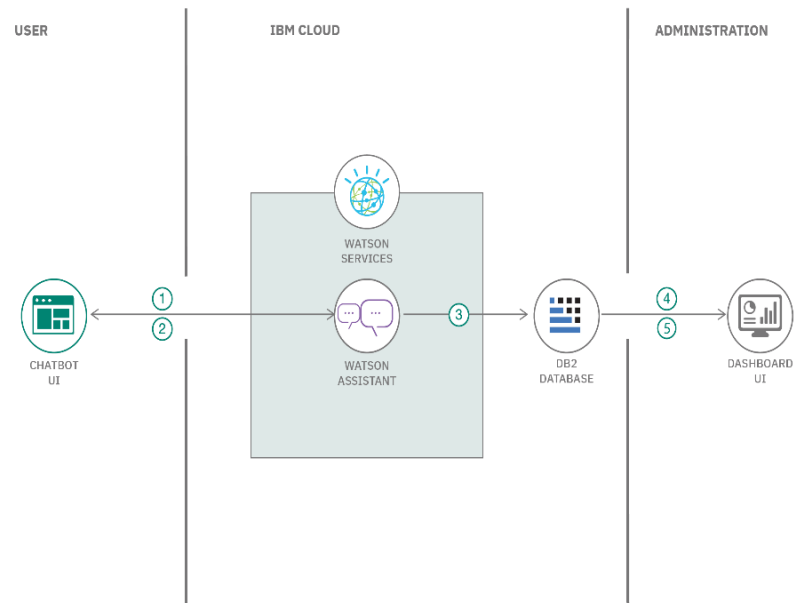 USER
IBM CLOUD
ADMINISTRATION
WATSON
SERVICES
1
2
3
4
5
CHATBOT
UI
WATSON
ASSISTANT
DB2
DATABASE
DASHBOARD
UI